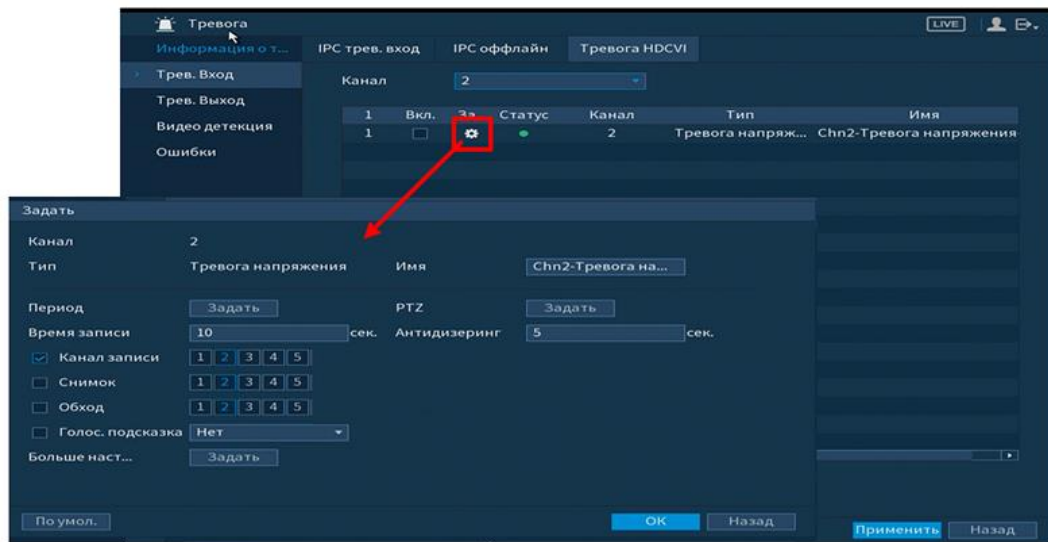 Тревога LIVE
Информация о т... IPC трев. вход IPC оффлайн Тревога HDCVI
Трев. Вход Канал 2
Трев. Выход
1 Вкл. За Статус Канал Тип Имя
Видео детекция
1 2 Тревога напряж... Chn2-Тревога напряжения
Ошибки
Задать
Канал 2
Тип Тревога напряжения Имя Chn2-Тревога на...
Период Задать PTZ Задать
Время записи 10 сек. Антидизеринг 5 сек.
Канал записи 1 2 3 4 5
Снимок 1 2 3 4 5
Обход 1 2 3 4 5
Голос. подсказка Нет
Больше наст... Задать
По умол. OK Назад
Применить Назад